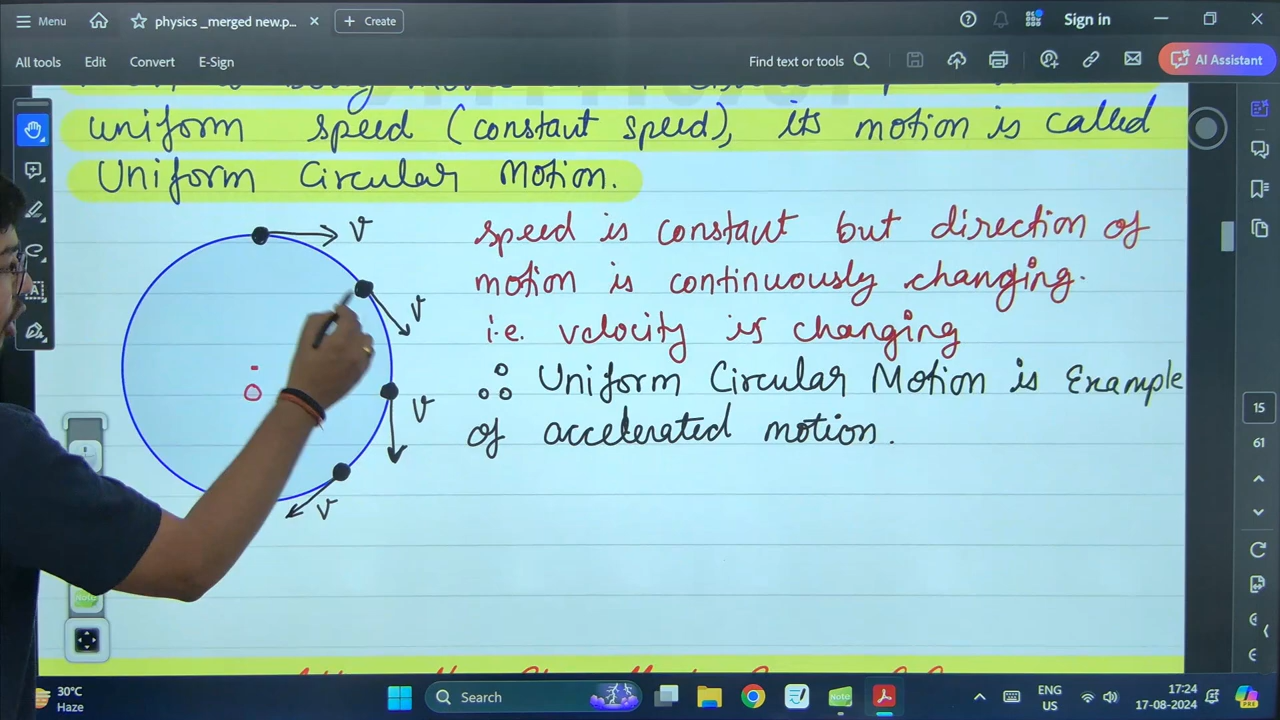 Menu physics _merged new.p... × + Create Sign in
All tools Edit Convert E-Sign Find text or tools AI Assistant
uniform speed (constant speed), its motion is called
Uniform Circular Motion.
v
v
v
v
O
speed is constant but direction of
motion is continuously changing.
i.e. velocity is changing
∴ Uniform Circular Motion is Example
of accelerated motion.
15
61
30°C
Haze
Search
Note
ENG
US
17:24
17-08-2024